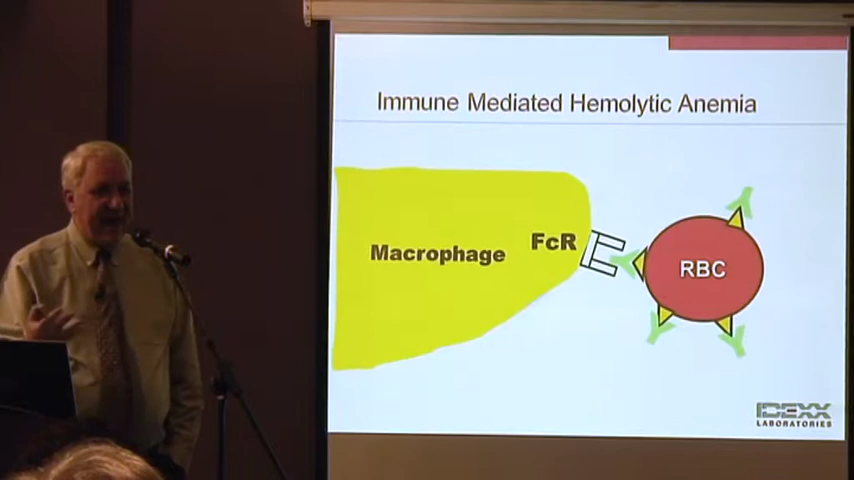 Immune Mediated Hemolytic Anemia
Macrophage
FcR
RBC
IDEXX
LABORATORIES